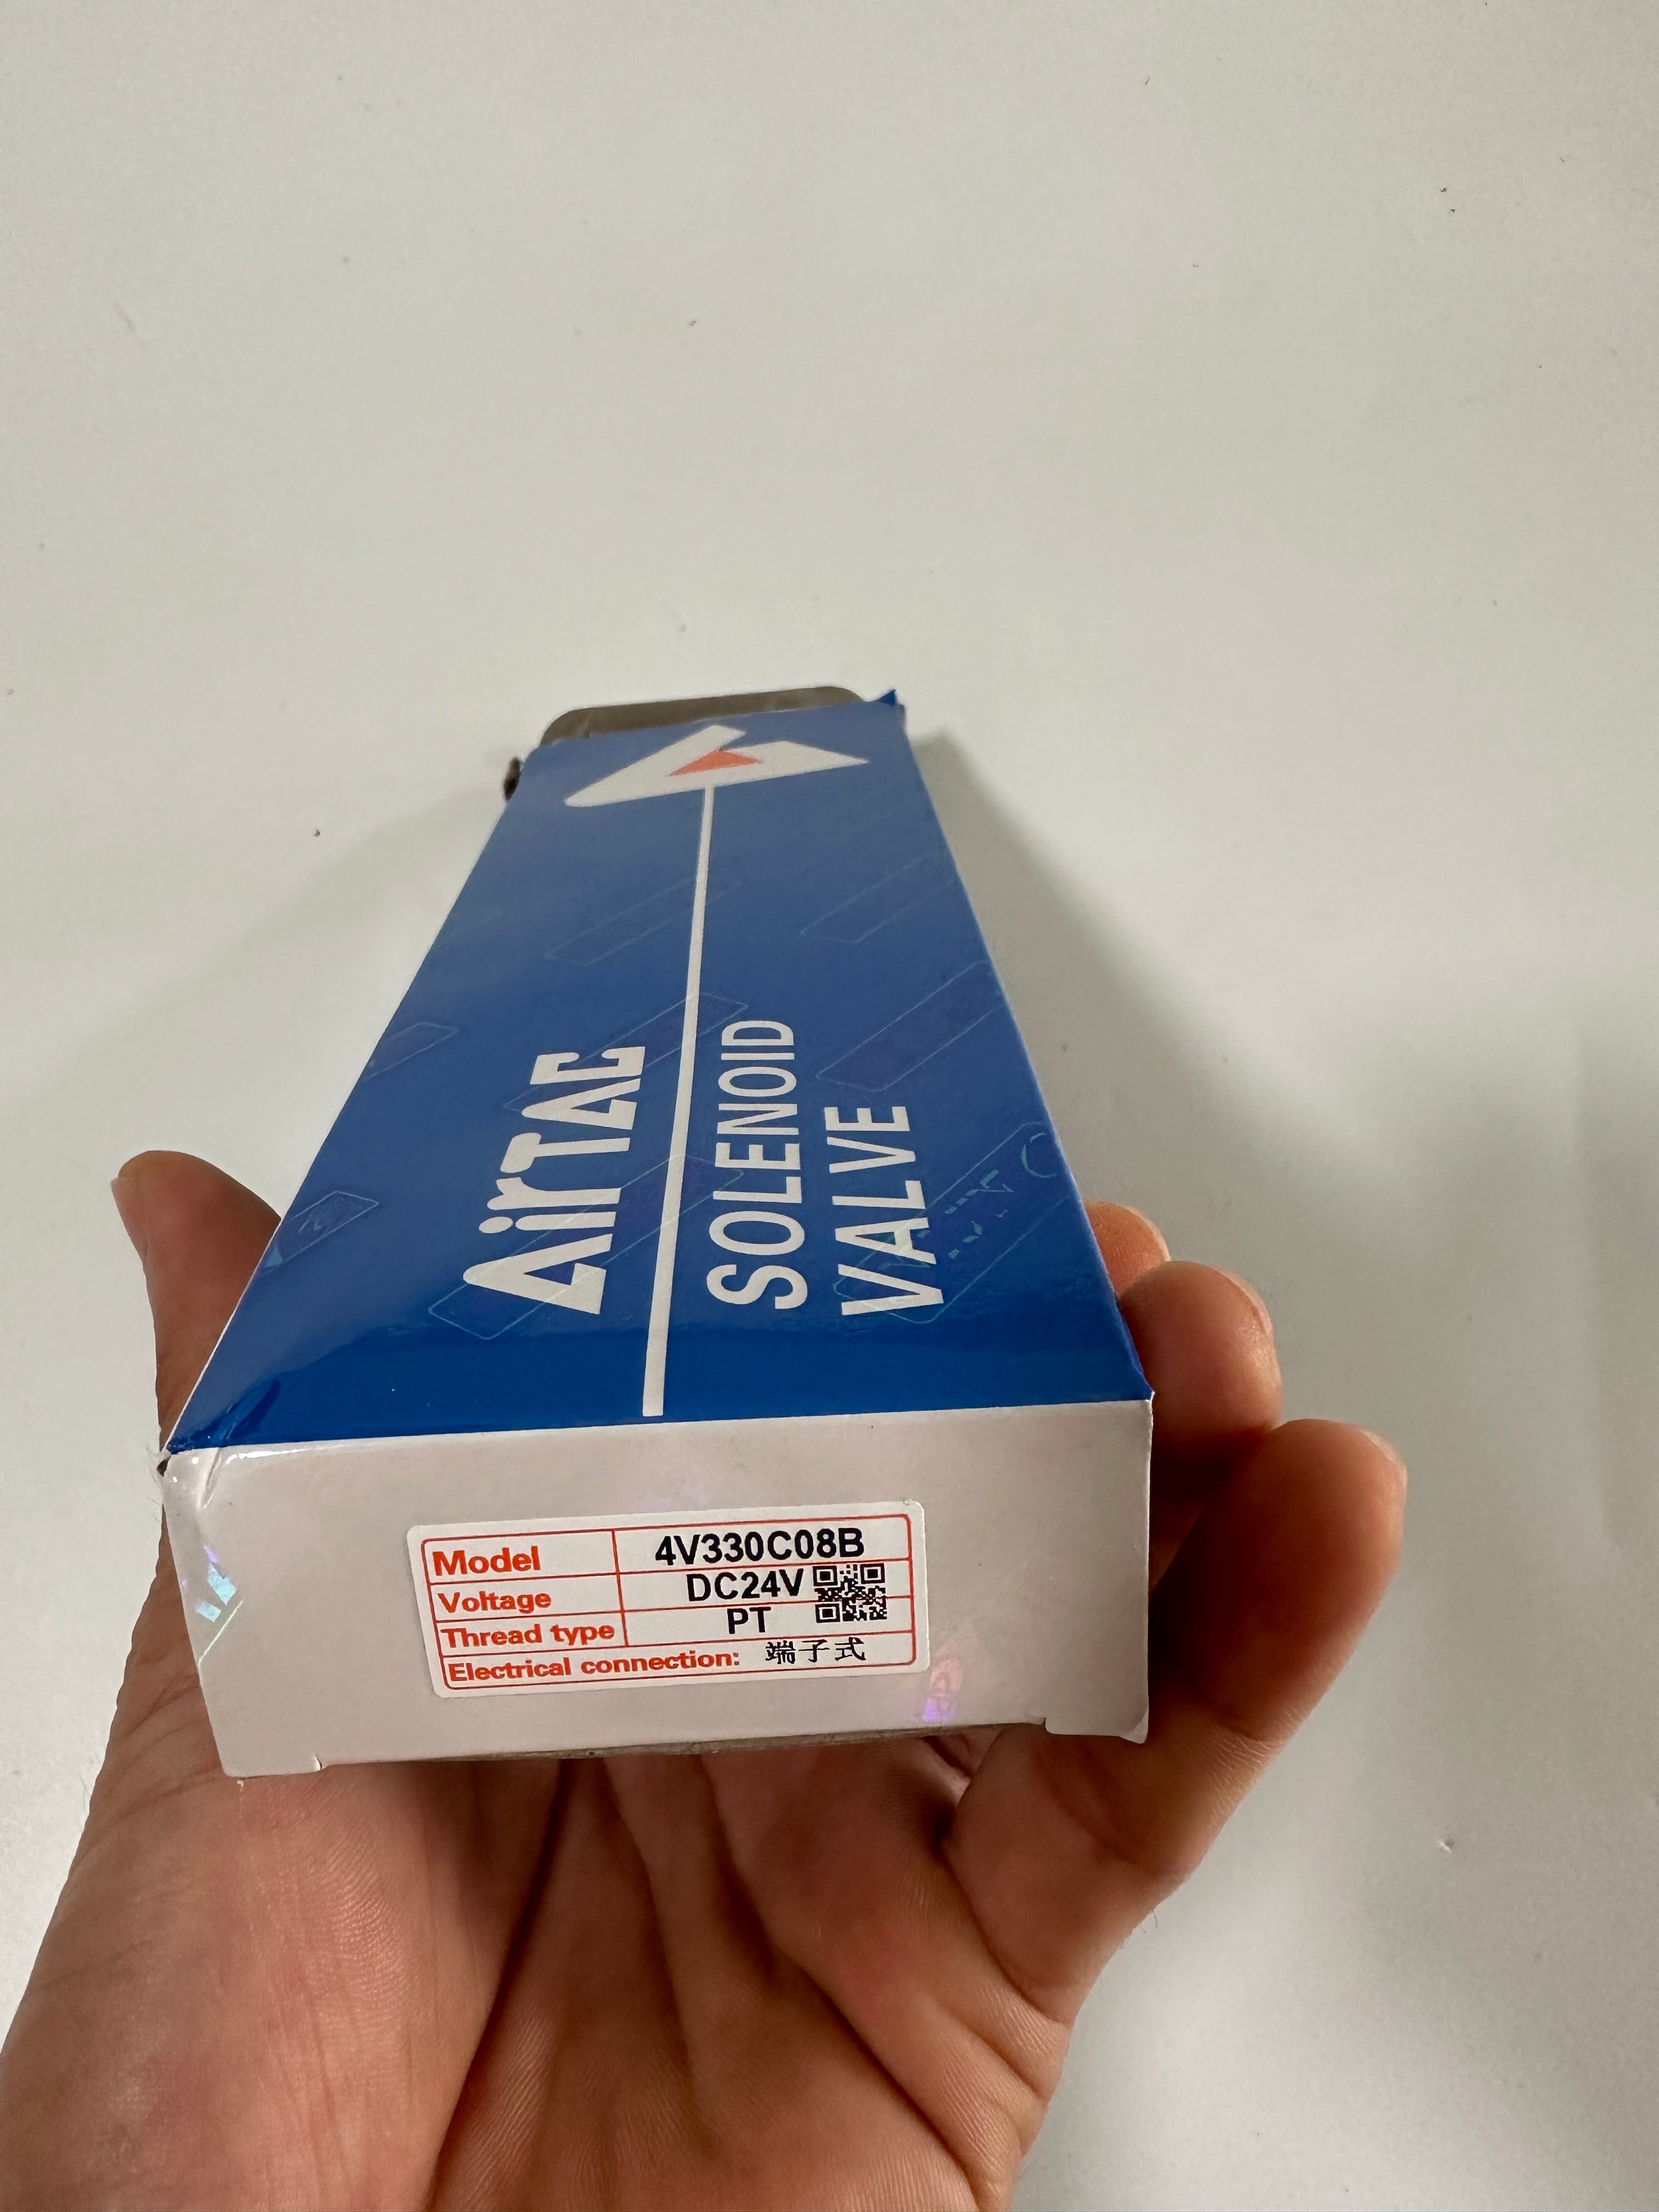 AirTAC
SOLENOID
VALVE
Model 4V330C08B
Voltage DC24V
Thread type PT
Electrical connection: 端子式